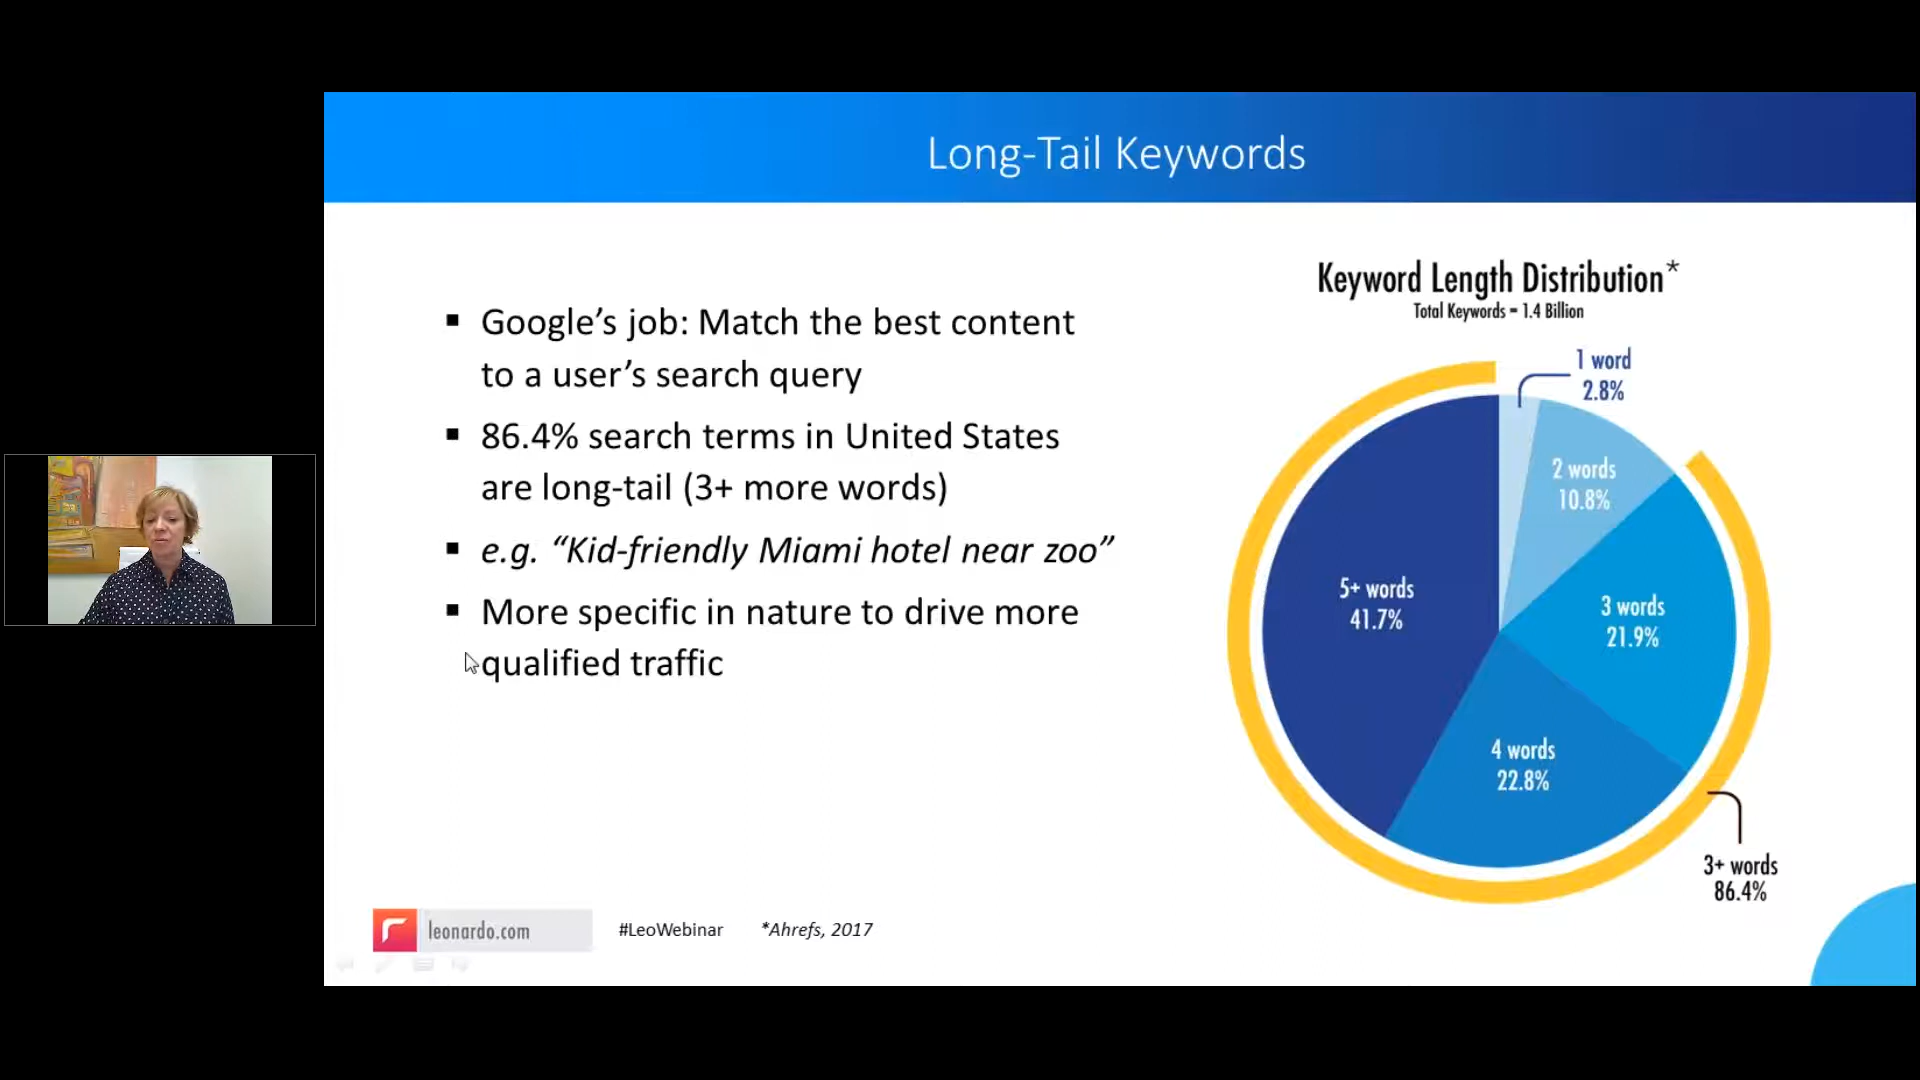 Long-Tail Keywords
▪ Google’s job: Match the best content
to a user’s search query
▪ 86.4% search terms in United States
are long-tail (3+ more words)
▪ e.g. “Kid-friendly Miami hotel near zoo”
▪ More specific in nature to drive more
qualified traffic
Keyword Length Distribution*
Total Keywords = 1.4 Billion
1 word
2.8%
2 words
10.8%
3 words
21.9%
4 words
22.8%
5+ words
41.7%
3+ words
86.4%
leonardo.com
#LeoWebinar
*Ahrefs, 2017